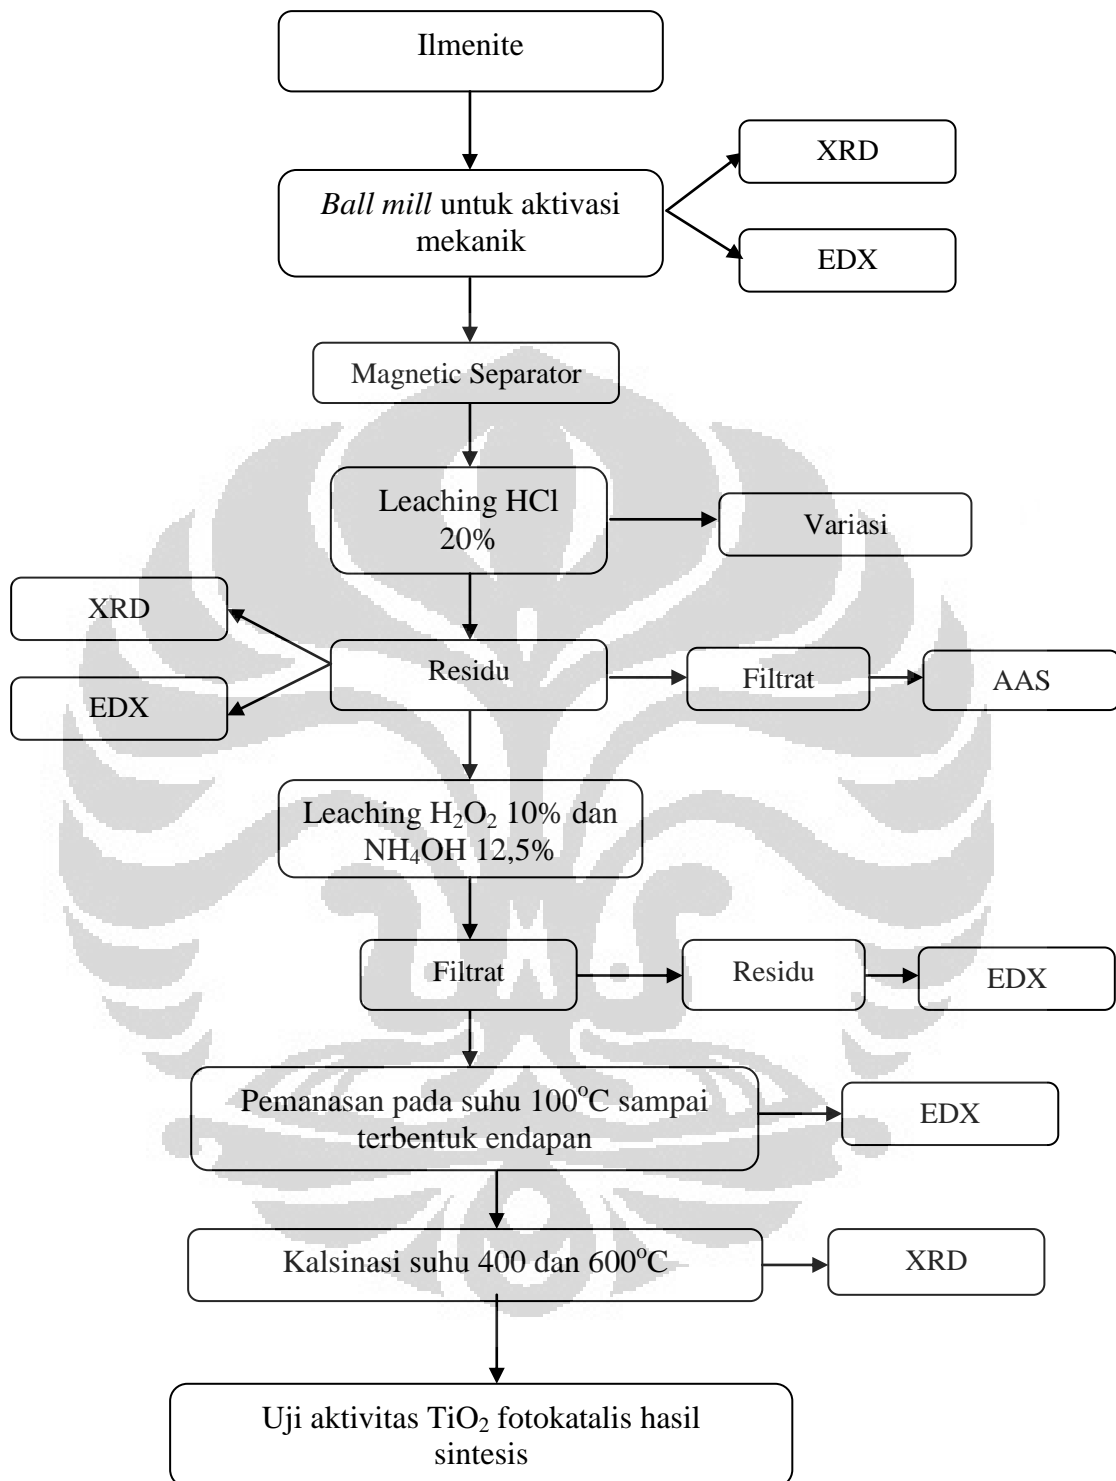 Ilmenite
XRD
Ball mill untuk aktivasi
mekanik
EDX
Magnetic Separator
Leaching HCl
20%
Variasi
XRD
EDX
Residu
Filtrat
AAS
Leaching H₂O₂ 10% dan
NH₄OH 12,5%
Filtrat
Residu
EDX
Pemanasan pada suhu 100°C sampai
terbentuk endapan
EDX
Kalsinasi suhu 400 dan 600°C
XRD
Uji aktivitas TiO₂ fotokatalis hasil
sintesis